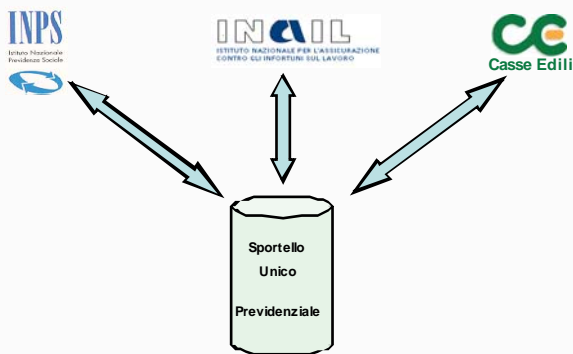 INPS
Istituto Nazionale
Previdenza Sociale
INAIL
ISTITUTO NAZIONALE PER L'ASSICURAZIONE
CONTRO GLI INFORTUNI SUL LAVORO
CE
Casse Edili
Sportello
Unico
Previdenziale